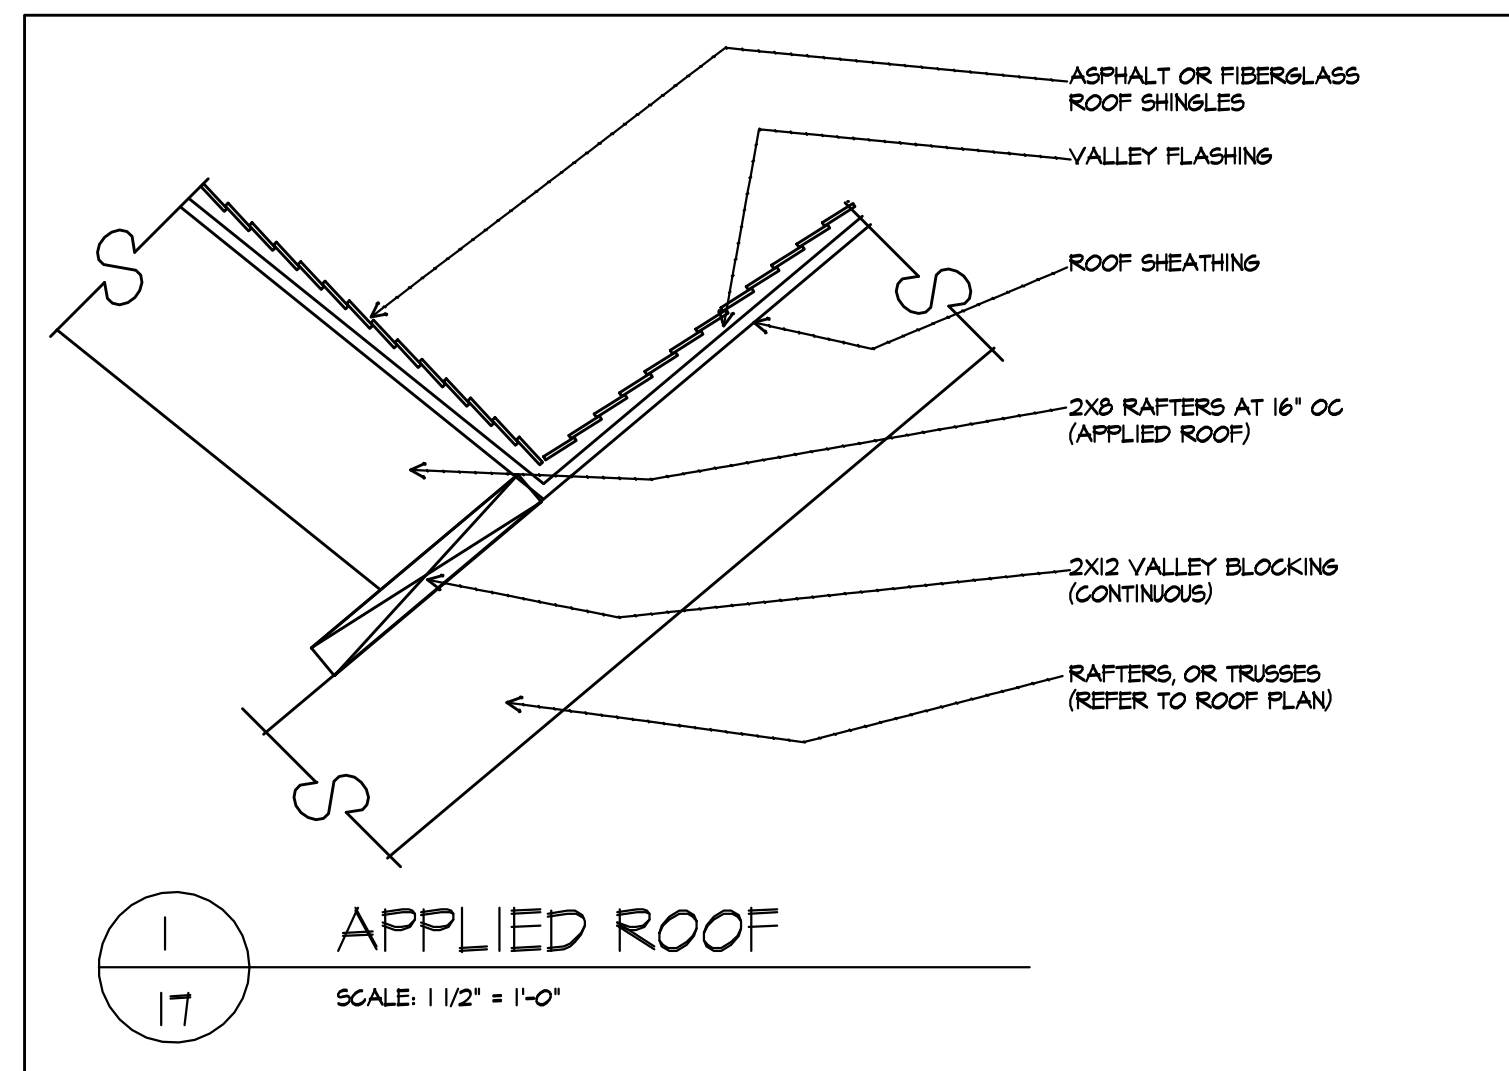 ASPHALT OR FIBERGLASS
ROOF SHINGLES
VALLEY FLASHING
ROOF SHEATHING
2X8 RAFTERS AT 16" OC
(APPLIED ROOF)
2X12 VALLEY BLOCKING
(CONTINUOUS)
RAFTERS, OR TRUSSES
(REFER TO ROOF PLAN)
1
17
APPLIED ROOF
SCALE: 1 1/2" = 1'-0"